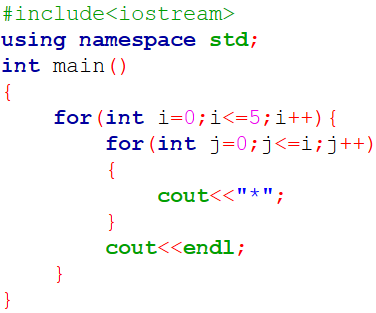 #include<iostream>
using namespace std;
int main()
{
    for(int i=0;i<=5;i++){
        for(int j=0;j<=i;j++)
        {
            cout<<"*";
        }
        cout<<endl;
    }
}